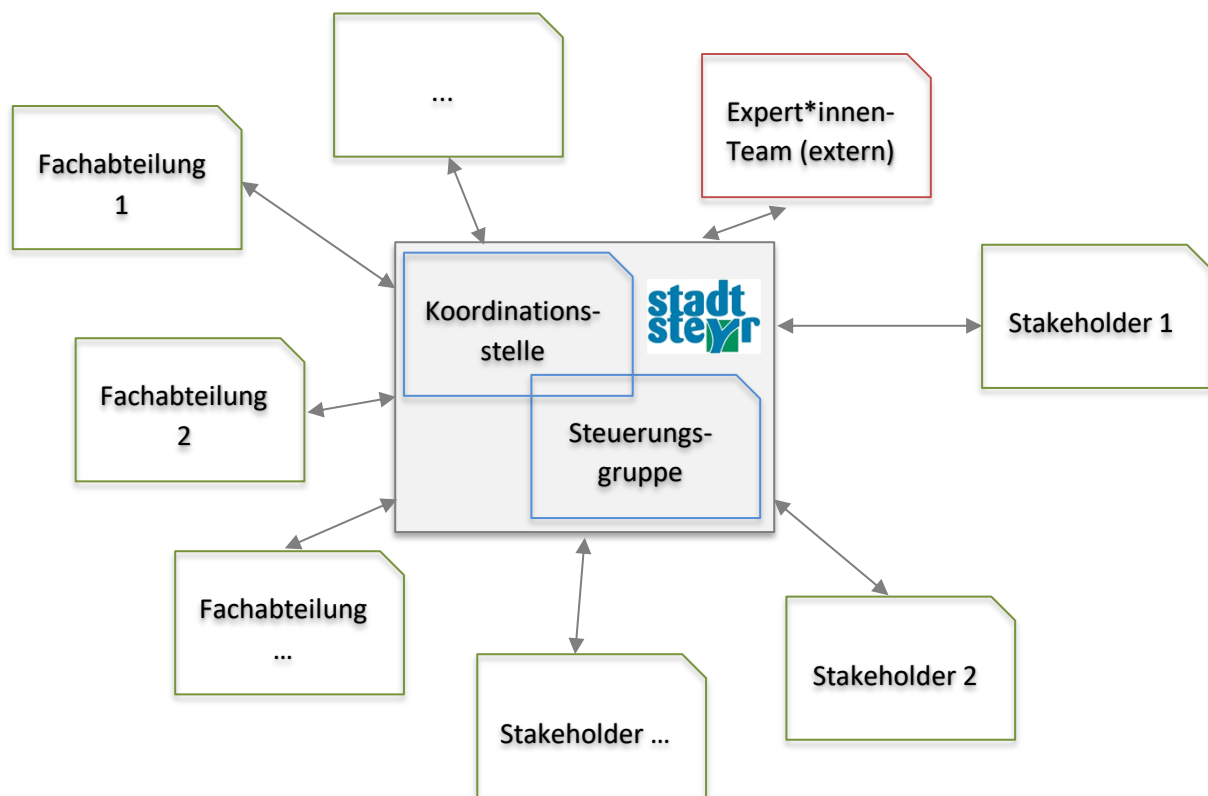 ...
Expert*innen-
Team (extern)
Fachabteilung
1
Koordinations-
stelle
stadt
steyr
Stakeholder 1
Fachabteilung
2
Steuerungs-
gruppe
Fachabteilung
...
Stakeholder 2
Stakeholder ...